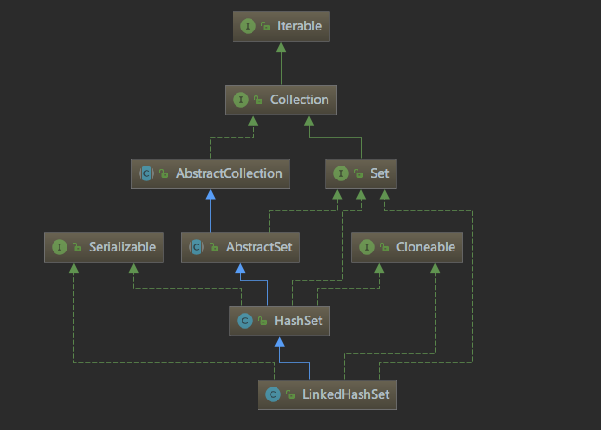 Iterable
Collection
AbstractCollection
Set
Serializable
AbstractSet
Cloneable
HashSet
LinkedHashSet